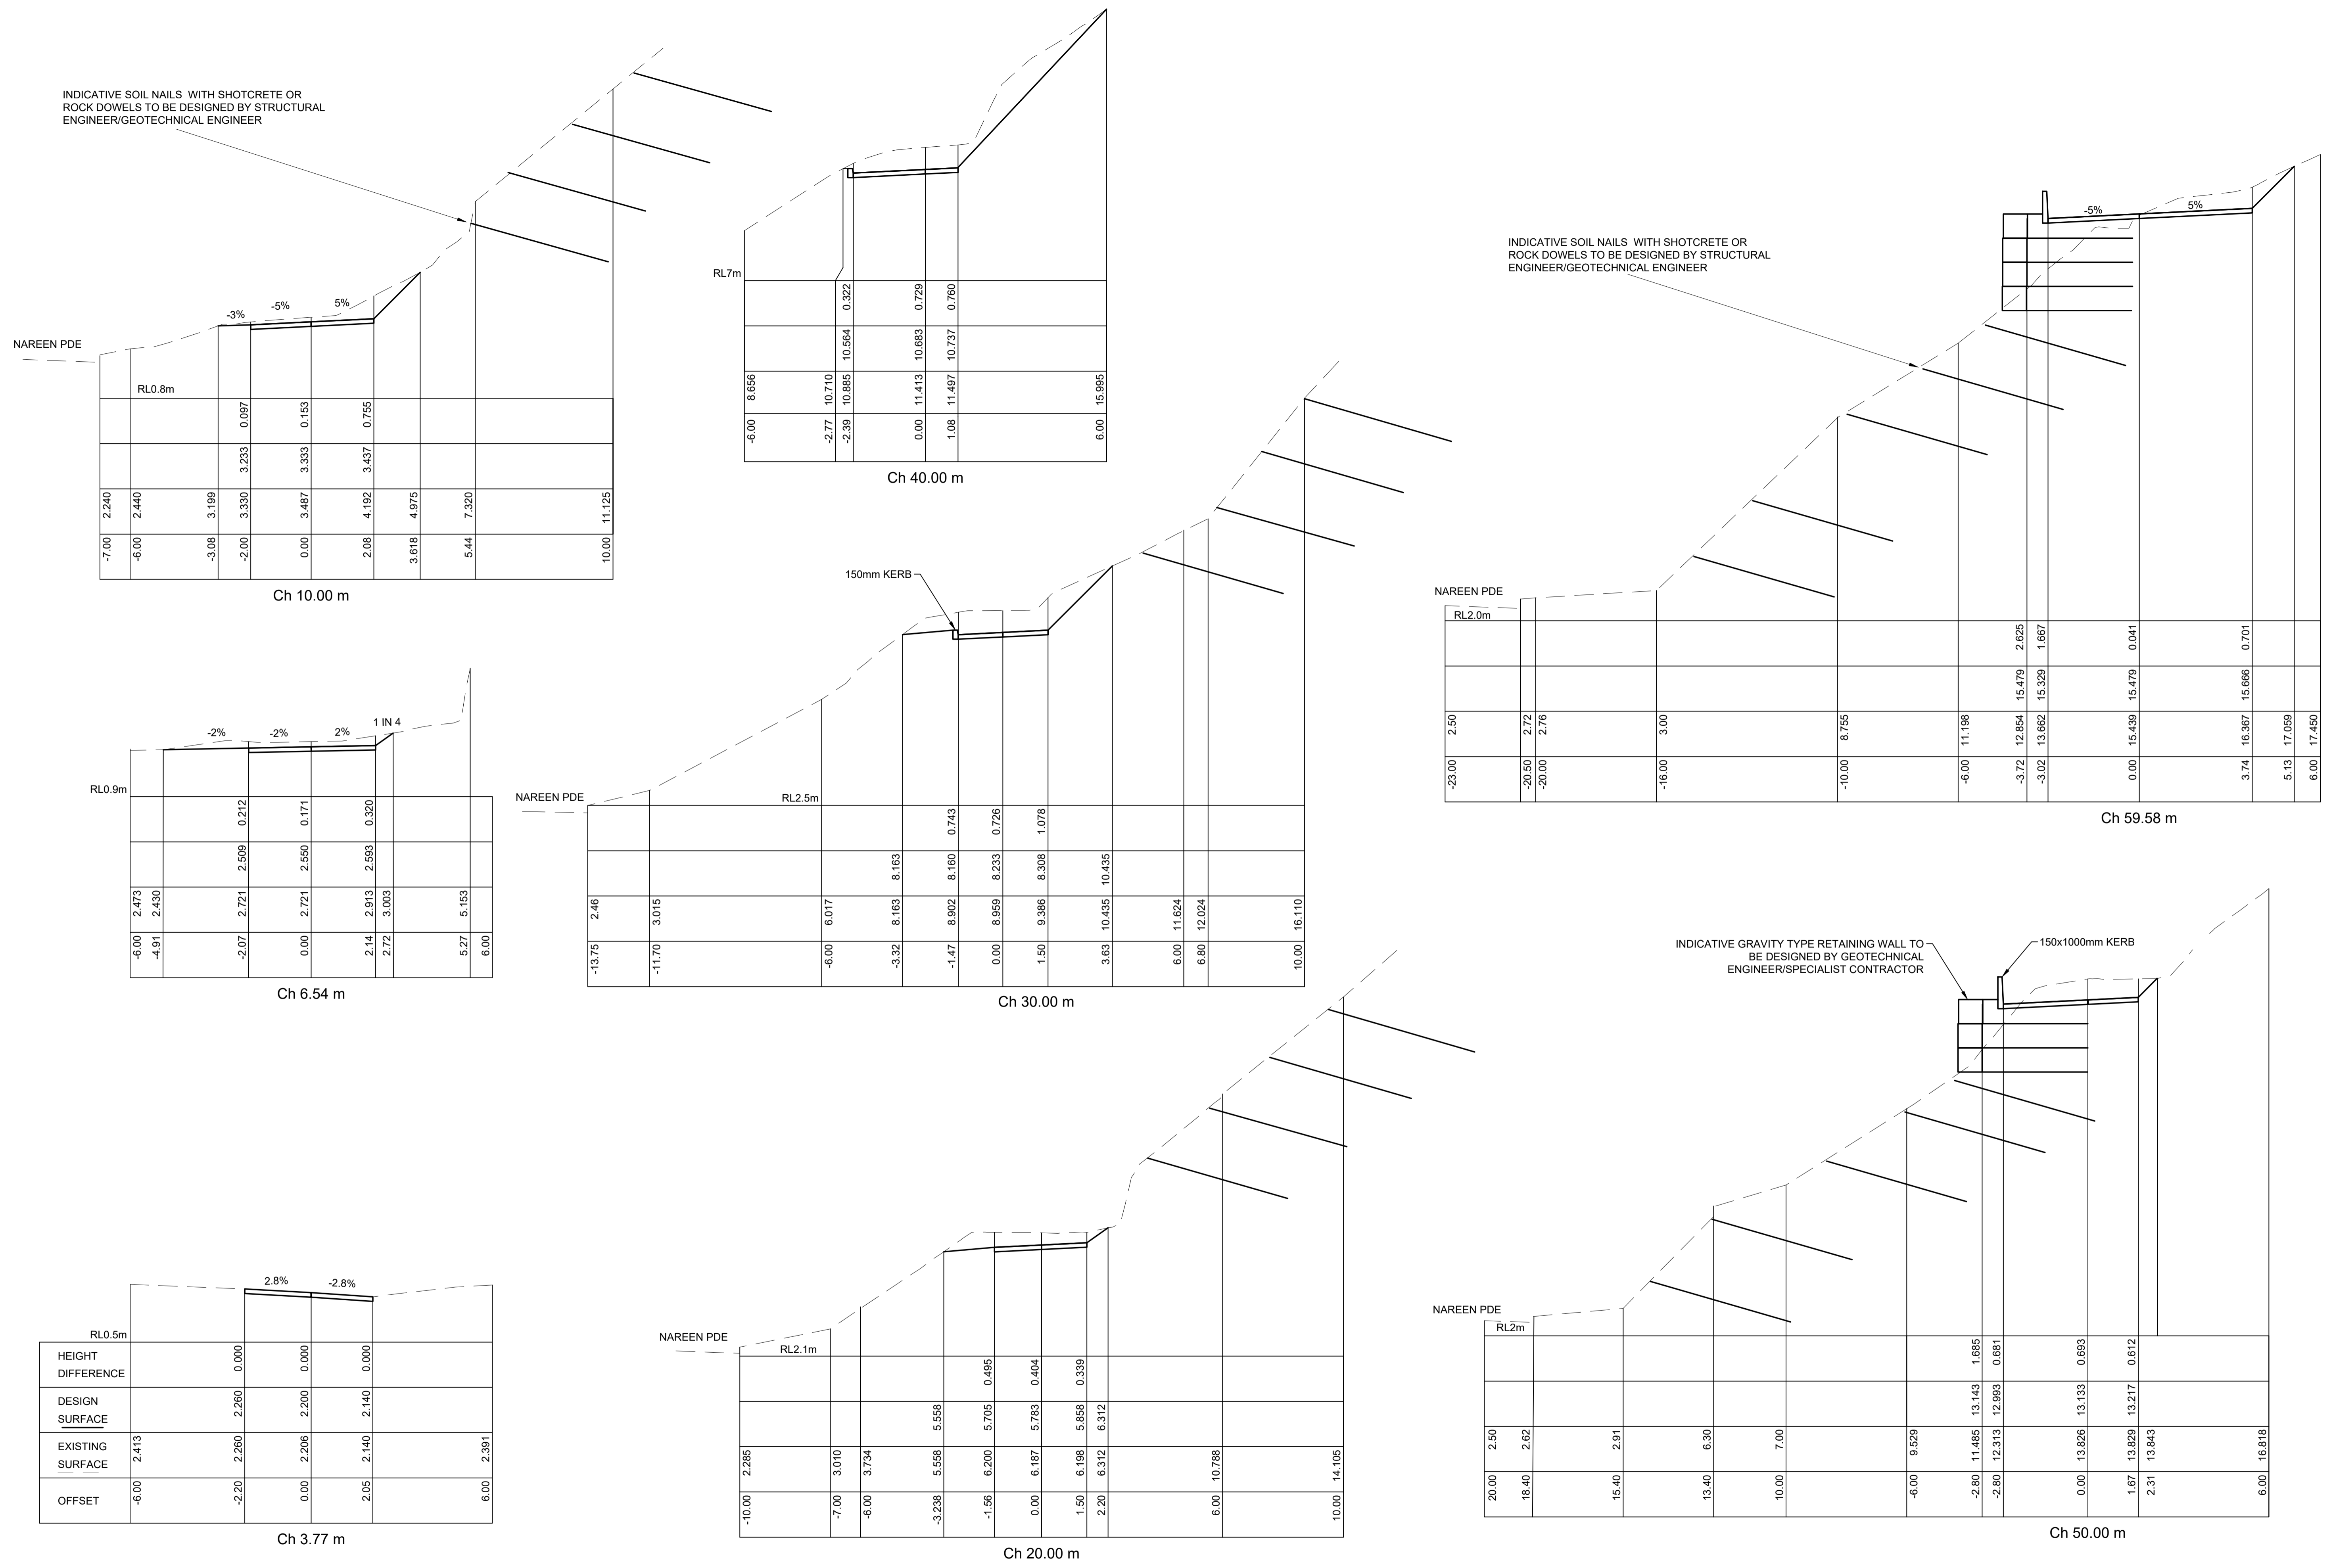 INDICATIVE SOIL NAILS WITH SHOTCRETE OR
ROCK DOWELS TO BE DESIGNED BY STRUCTURAL
ENGINEER/GEOTECHNICAL ENGINEER
-3%
-5%
5%
NAREEN PDE
RL0.8m
0.097 0.153 0.755
3.233 3.333 3.437
2.240 2.440 3.199 3.330 3.487 4.192 4.975 7.320 11.125
-7.00 -6.00 -3.08 -2.00 0.00 2.08 3.618 5.44 10.00
Ch 10.00 m
RL7m
0.322 0.729 0.760
10.564 10.683 10.737
8.656 10.710 10.885 11.413 11.497 15.995
-6.00 -2.77 -2.39 0.00 1.08 6.00
Ch 40.00 m
INDICATIVE SOIL NAILS WITH SHOTCRETE OR
ROCK DOWELS TO BE DESIGNED BY STRUCTURAL
ENGINEER/GEOTECHNICAL ENGINEER
-5%
5%
NAREEN PDE
RL2.0m
2.625 1.667 0.041 0.701
15.479 15.329 15.479 15.666
2.50 2.72 2.76 3.00 8.755 11.198 12.854 13.662 15.439 16.367 17.059 17.450
-23.00 -20.50 -20.00 -16.00 -10.00 -6.00 -3.72 -3.02 0.00 3.74 5.13 6.00
Ch 59.58 m
-2%
-2%
2%
1 IN 4
RL0.9m
0.212 0.171 0.320
2.509 2.550 2.593
2.473 2.430 2.721 2.721 2.913 3.003 5.153
-6.00 -4.91 -2.07 0.00 2.14 2.72 5.27 6.00
Ch 6.54 m
150mm KERB
NAREEN PDE
RL2.5m
0.743 0.726 1.078
8.163 8.160 8.233 8.308 10.435
2.46 3.015 6.017 8.163 8.902 8.959 9.386 10.435 11.624 12.024 16.110
-13.75 -11.70 -6.00 -3.32 -1.47 0.00 1.50 3.63 6.00 6.80 10.00
Ch 30.00 m
INDICATIVE GRAVITY TYPE RETAINING WALL TO
BE DESIGNED BY GEOTECHNICAL
ENGINEER/SPECIALIST CONTRACTOR
150x1000mm KERB
NAREEN PDE
RL2m
1.685 0.681 0.693 0.612
13.143 12.993 13.133 13.217
2.50 2.62 2.91 6.30 7.00 9.529 11.485 12.313 13.826 13.829 13.843 16.818
20.00 18.40 15.40 13.40 10.00 -6.00 -2.80 -2.80 0.00 1.67 2.31 6.00
Ch 50.00 m
2.8%
-2.8%
RL0.5m
HEIGHT
DIFFERENCE
0.000 0.000 0.000
DESIGN
SURFACE
2.260 2.200 2.140
EXISTING
SURFACE
2.413 2.260 2.206 2.140 2.391
OFFSET
-6.00 -2.20 0.00 2.05 6.00
Ch 3.77 m
NAREEN PDE
RL2.1m
0.495 0.404 0.339
5.558 5.705 5.783 5.858 6.312
2.285 3.010 3.734 5.558 6.200 6.187 6.198 6.312 10.788 14.105
-10.00 -7.00 -6.00 -3.238 -1.56 0.00 1.50 2.20 6.00 10.00
Ch 20.00 m